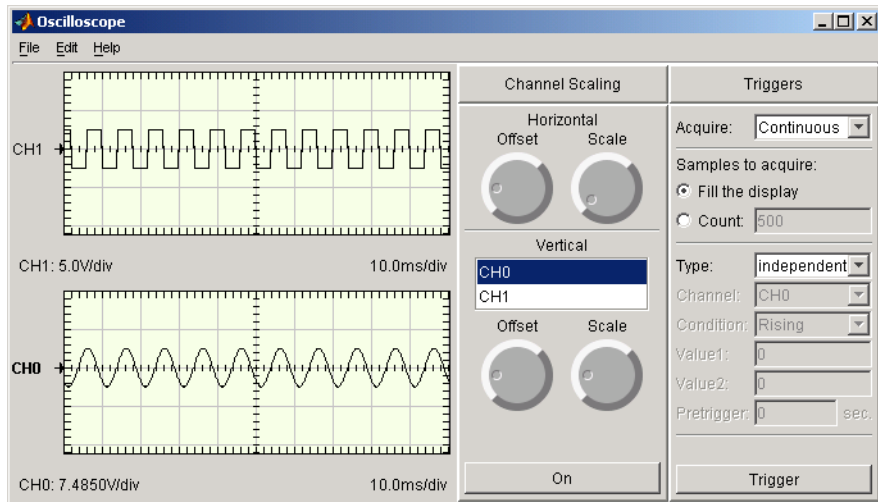 Oscilloscope
File Edit Help
CH1
CH1: 5.0V/div 10.0ms/div
CH0
CH0: 7.4850V/div 10.0ms/div
Channel Scaling
Horizontal
Offset Scale
Vertical
CH0
CH1
Offset Scale
On
Triggers
Acquire: Continuous
Samples to acquire:
Fill the display
Count: 500
Type: independent
Channel: CH0
Condition: Rising
Value1: 0
Value2: 0
Pretrigger: 0 sec.
Trigger